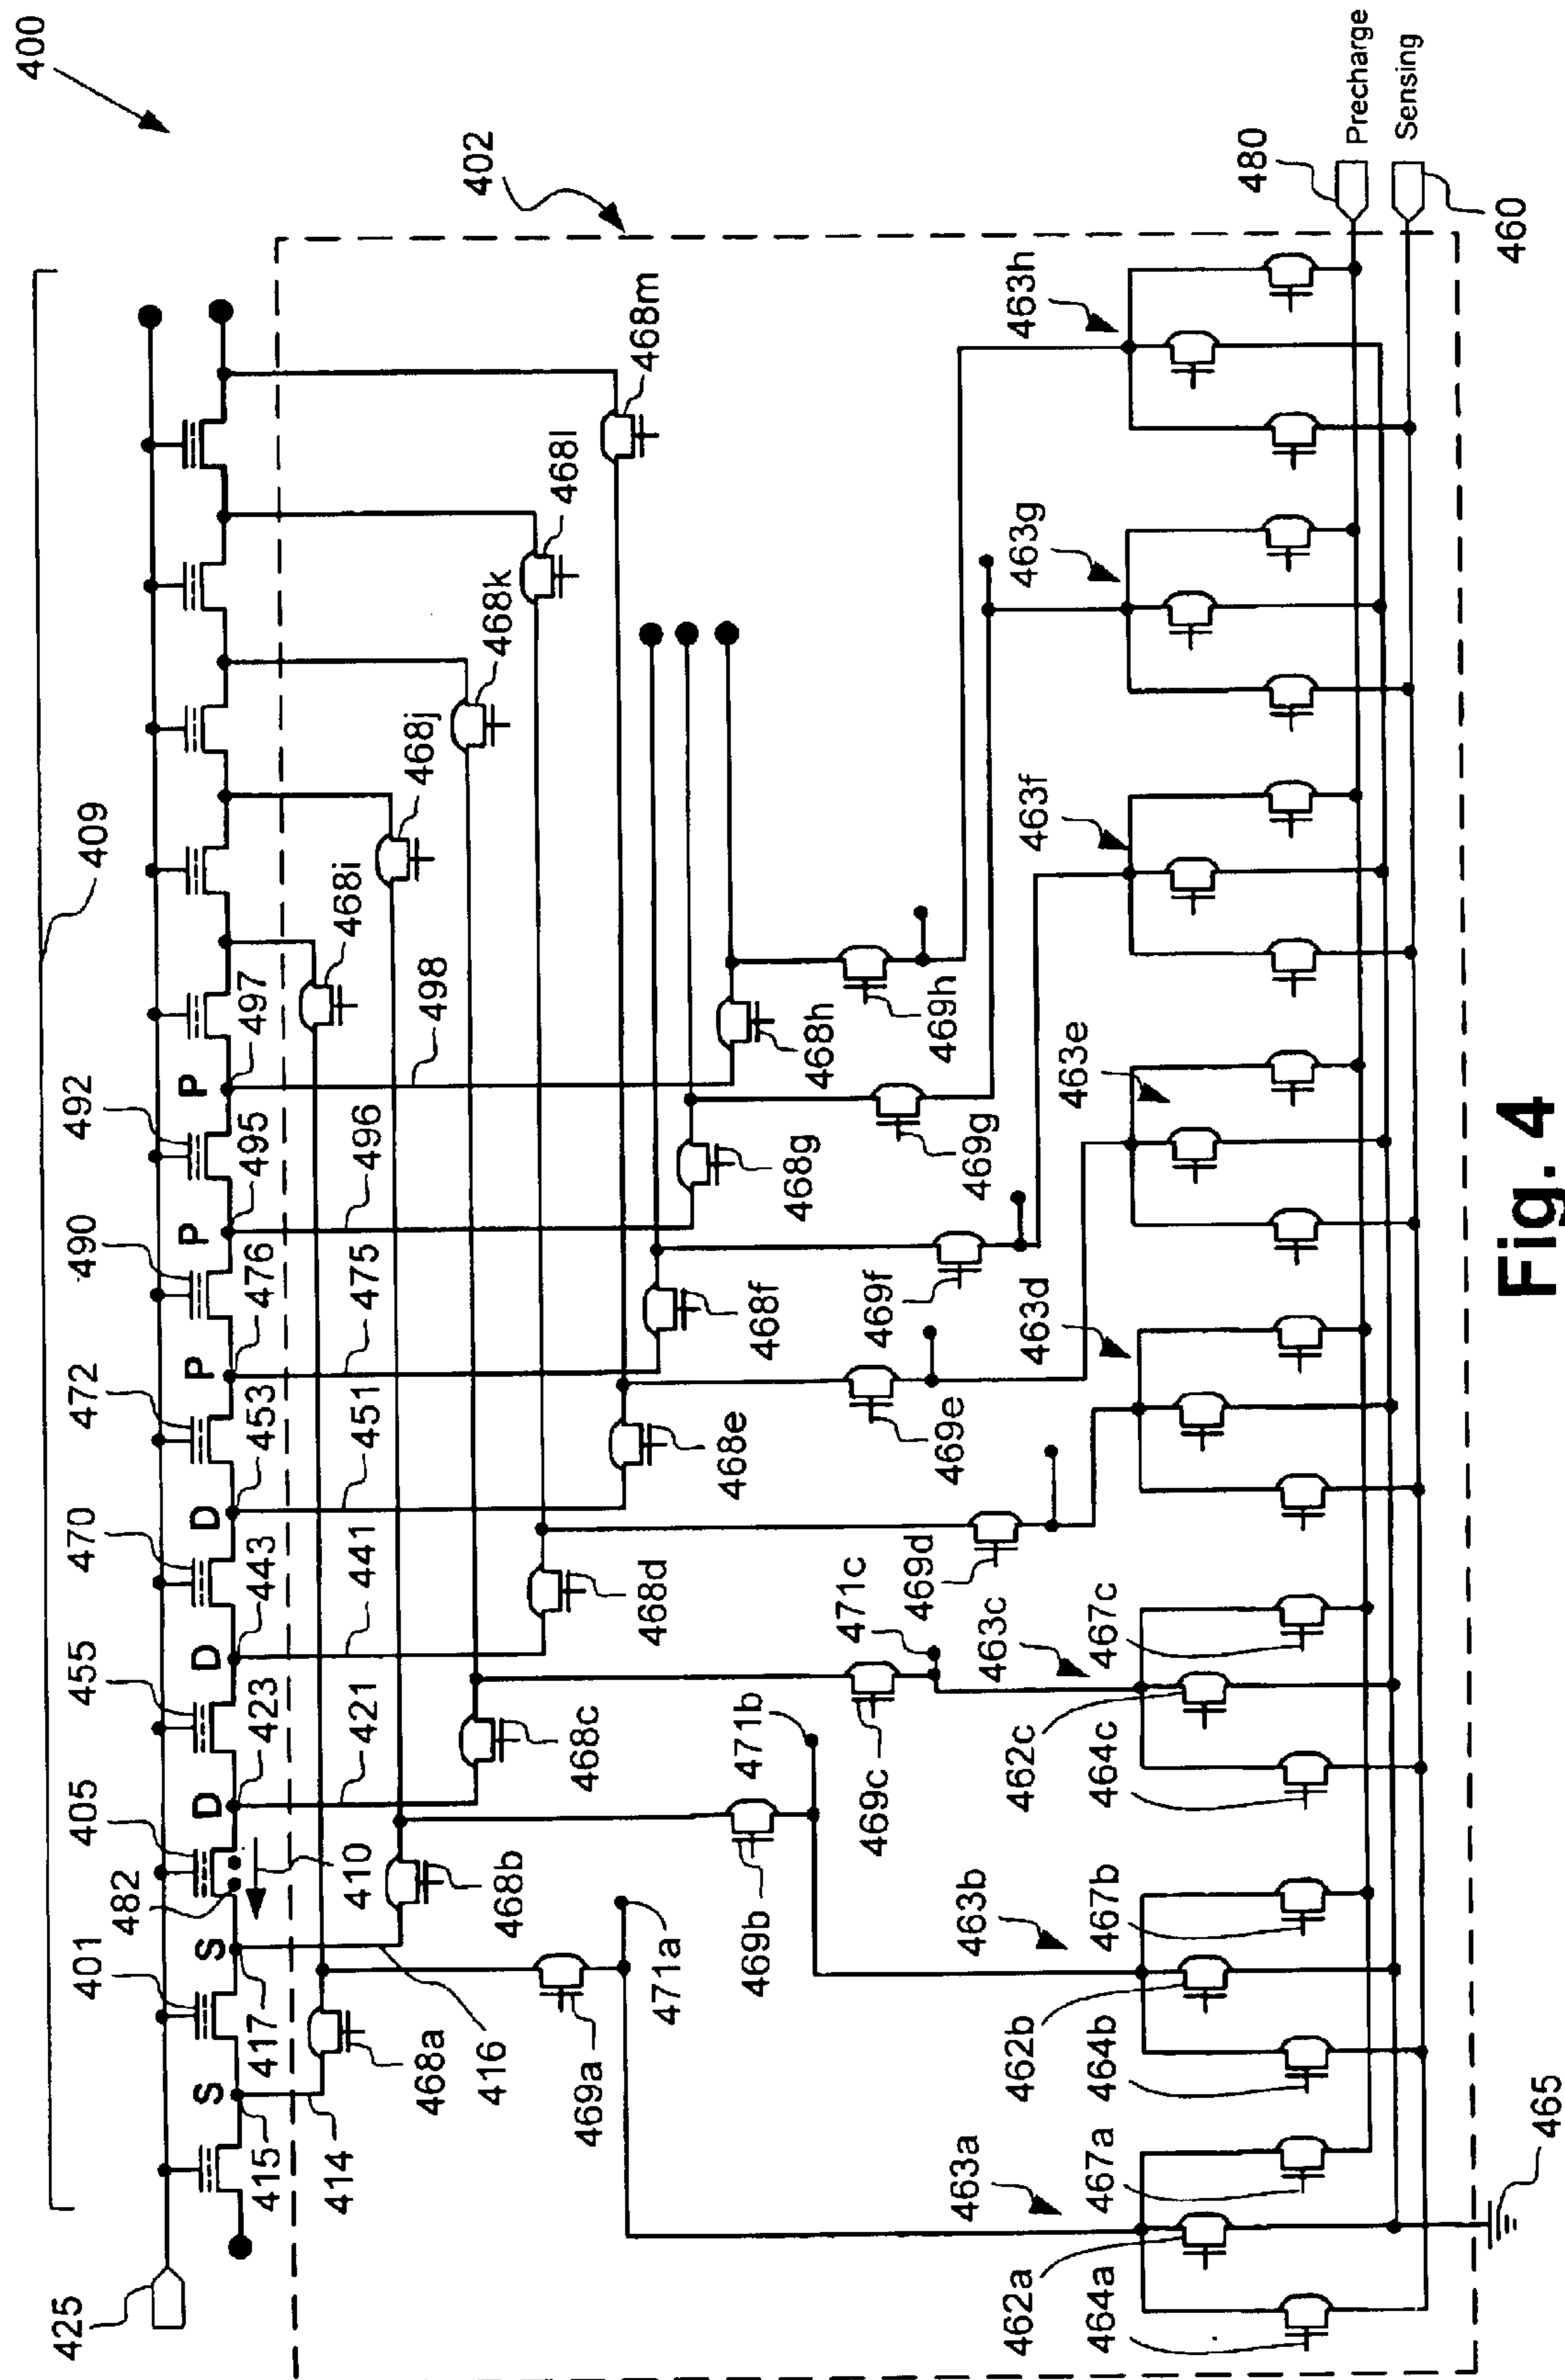 400
409
425
415
414
S
401
417
S
416
482
405
410
D
423
421
455
D
443
441
470
D
453
451
472
P
476
475
490
P
495
496
492
P
497
498
402
468a
468b
468c
468d
468e
468f
468g
468h
468i
468j
468k
468l
468m
469a
469b
469c
469d
469e
469f
469g
469h
471a
471b
471c
463a
463b
463c
463d
463e
463f
463g
463h
462a
464a
467a
462b
464b
467b
462c
464c
467c
465
480
Precharge
Sensing
460
Fig. 4